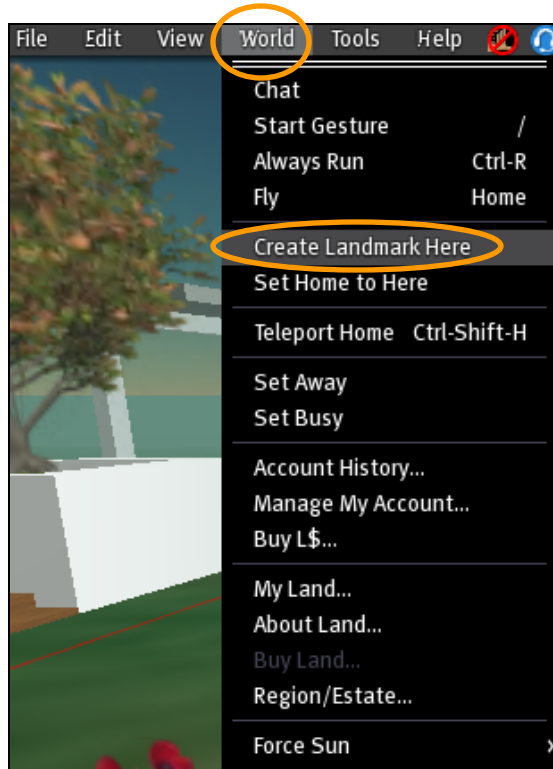 File Edit View World Tools Help
Chat
Start Gesture /
Always Run Ctrl-R
Fly Home
Create Landmark Here
Set Home to Here
Teleport Home Ctrl-Shift-H
Set Away
Set Busy
Account History...
Manage My Account...
Buy L$...
My Land...
About Land...
Buy Land...
Region/Estate...
Force Sun